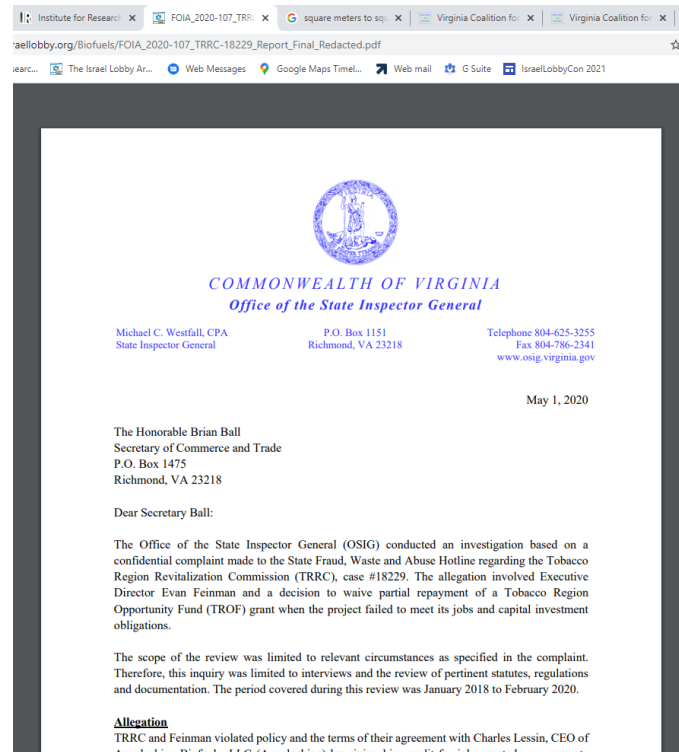 Institute for Research
FOIA_2020-107_TRRC
square meters to squ
Virginia Coalition for
Virginia Coalition for
raellobby.org/Biofuels/FOIA_2020-107_TRRC-18229_Report_Final_Redacted.pdf
searc...
The Israel Lobby Ar...
Web Messages
Google Maps Timel...
Web mail
G Suite
IsraelLobbyCon 2021
COMMONWEALTH OF VIRGINIA
Office of the State Inspector General
Michael C. Westfall, CPA
State Inspector General
P.O. Box 1151
Richmond, VA 23218
Telephone 804-625-3255
Fax 804-786-2341
www.osig.virginia.gov
May 1, 2020
The Honorable Brian Ball
Secretary of Commerce and Trade
P.O. Box 1475
Richmond, VA 23218
Dear Secretary Ball:
The Office of the State Inspector General (OSIG) conducted an investigation based on a
confidential complaint made to the State Fraud, Waste and Abuse Hotline regarding the Tobacco
Region Revitalization Commission (TRRC), case #18229. The allegation involved Executive
Director Evan Feinman and a decision to waive partial repayment of a Tobacco Region
Opportunity Fund (TROF) grant when the project failed to meet its jobs and capital investment
obligations.
The scope of the review was limited to relevant circumstances as specified in the complaint.
Therefore, this inquiry was limited to interviews and the review of pertinent statutes, regulations
and documentation. The period covered during this review was January 2018 to February 2020.
Allegation
TRRC and Feinman violated policy and the terms of their agreement with Charles Lessin, CEO of